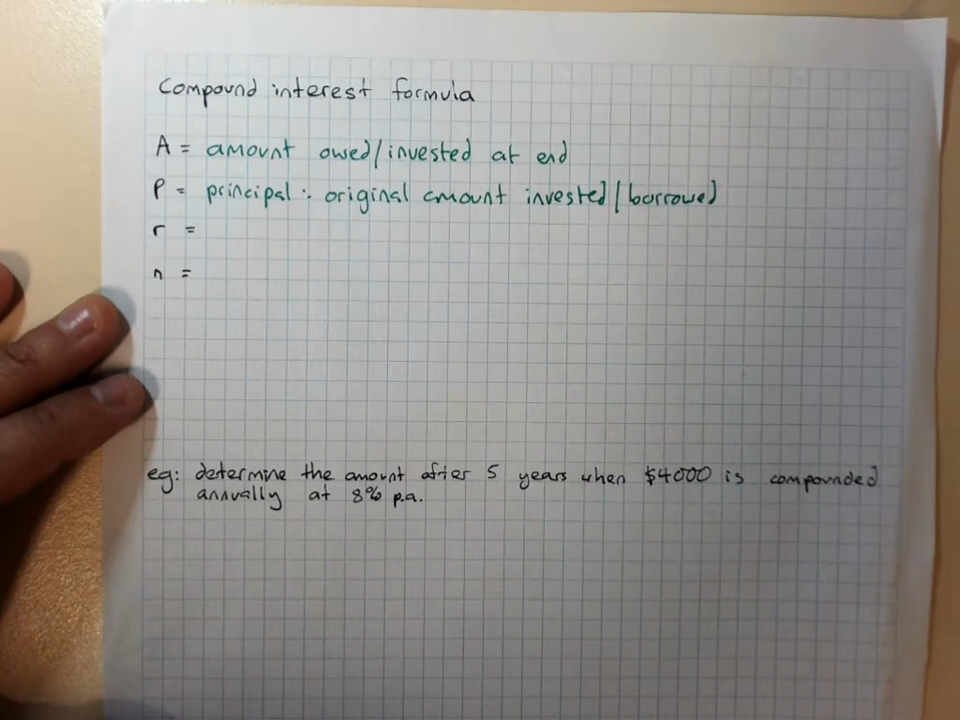 Compound interest formula
A = amount owed/invested at end
P = principal : original amount invested/borrowed
r =
n =
eg: determine the amount after 5 years when $4000 is compounded
annually at 8% p.a.